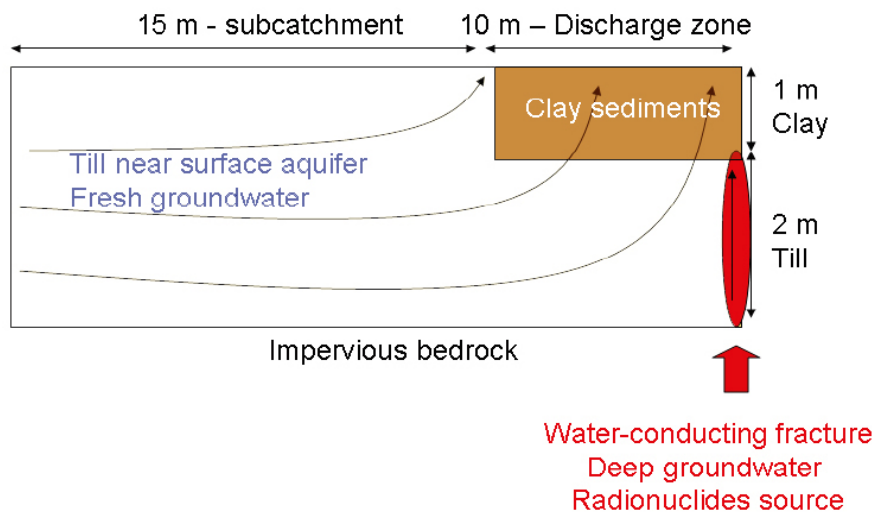 15 m - subcatchment
10 m – Discharge zone
Clay sediments
1 m
Clay
Till near surface aquifer
Fresh groundwater
2 m
Till
Impervious bedrock
Water-conducting fracture
Deep groundwater
Radionuclides source